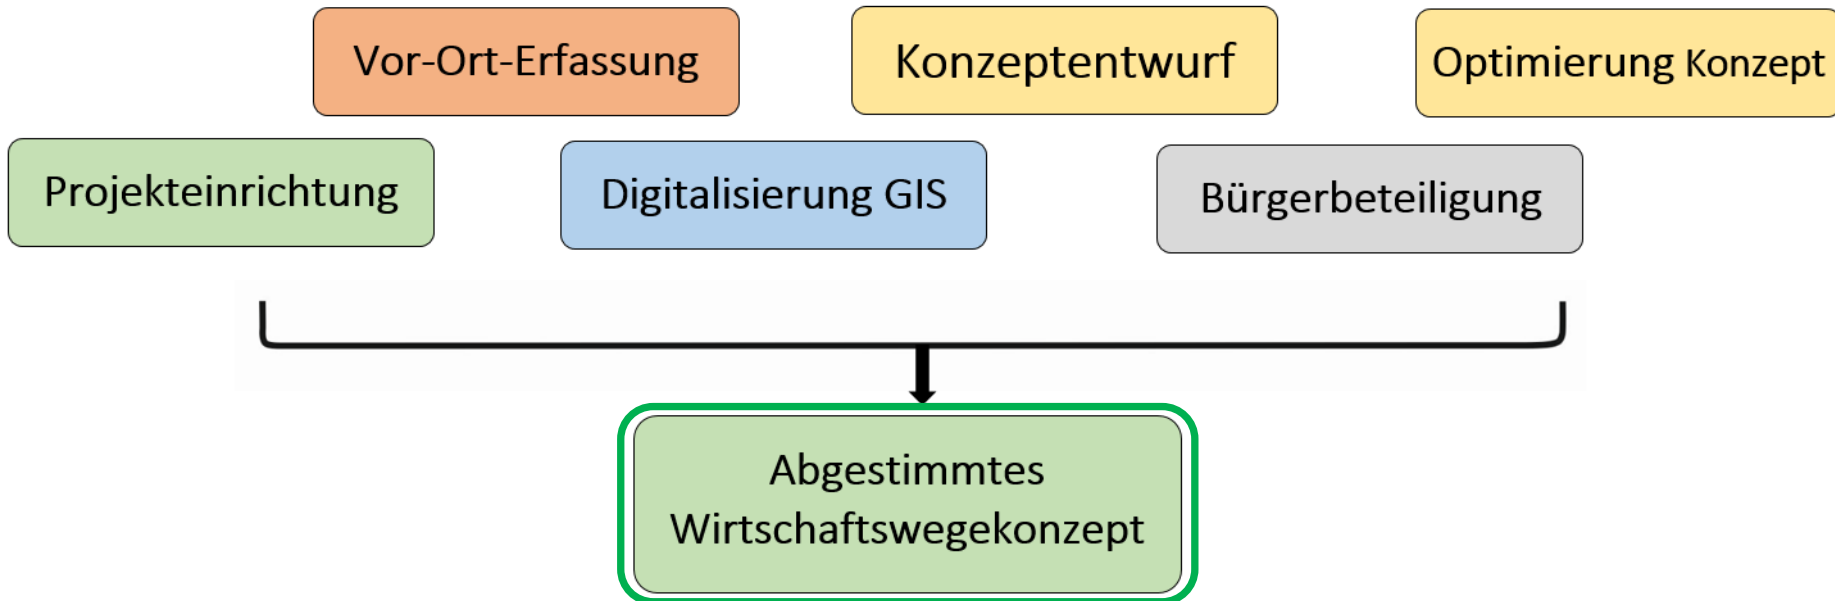 Vor-Ort-Erfassung
Konzeptentwurf
Optimierung Konzept
Projekteinrichtung
Digitalisierung GIS
Bürgerbeteiligung
Abgestimmtes
Wirtschaftswegekonzept